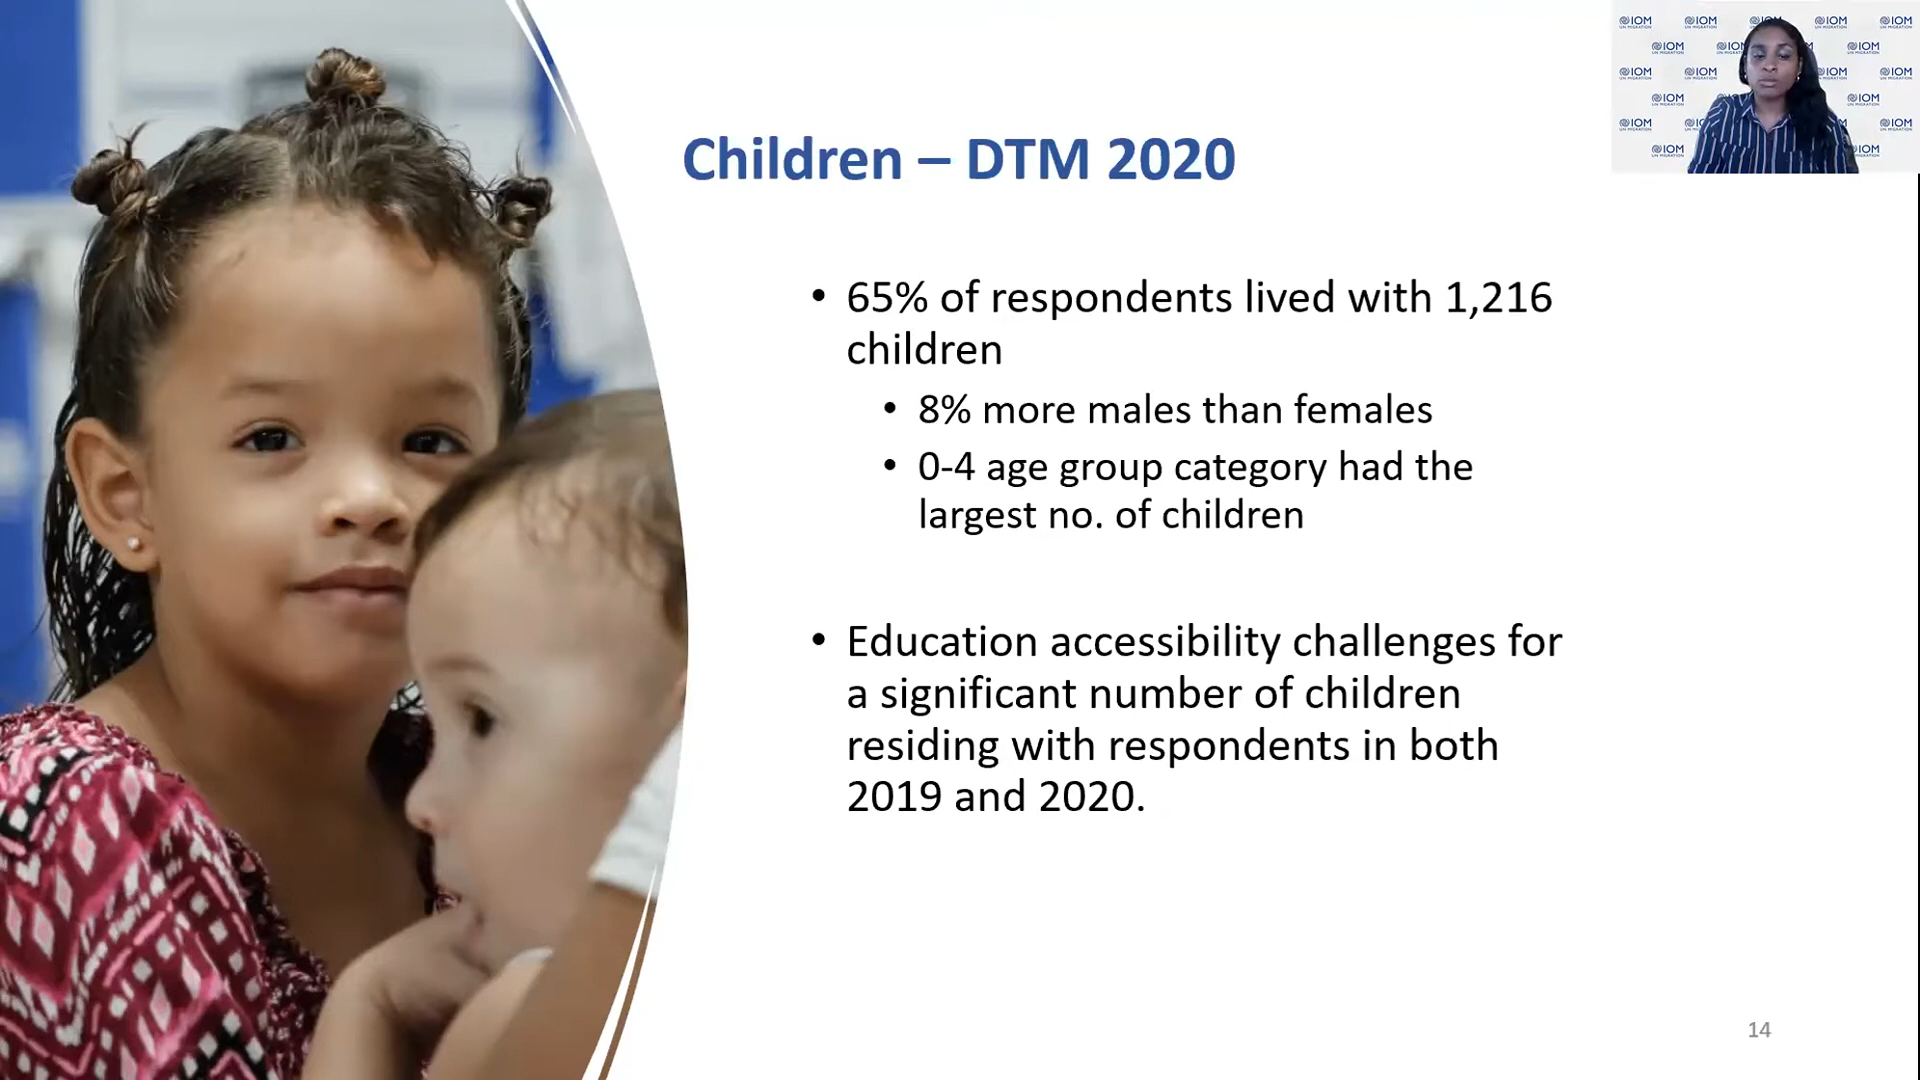 IOM
UN MIGRATION
Children – DTM 2020
• 65% of respondents lived with 1,216
children
• 8% more males than females
• 0-4 age group category had the
largest no. of children
• Education accessibility challenges for
a significant number of children
residing with respondents in both
2019 and 2020.
14